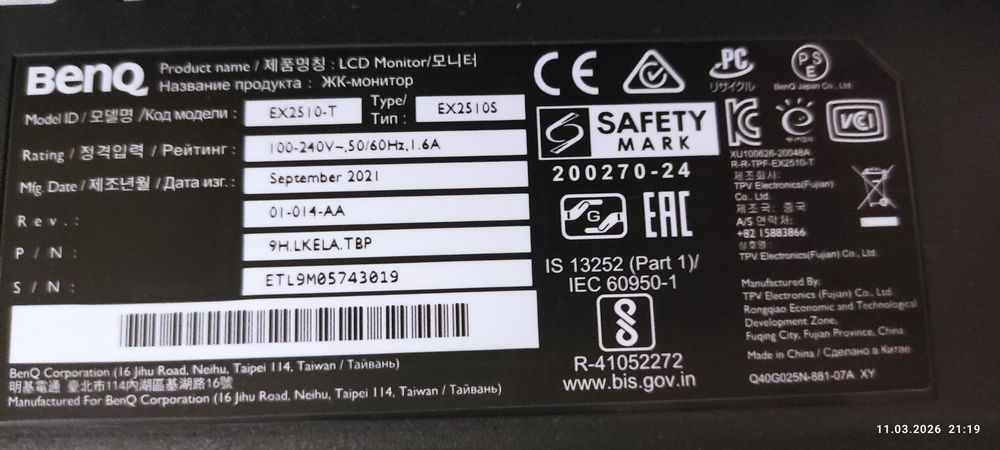 BenQ
Product name / 제품명칭 : LCD Monitor/모니터
Название продукта : ЖК-монитор
Model ID / 모델명 /Код модели : EX2510-T Type/ Тип : EX2510S
Rating / 정격입력 / Рейтинг : 100-240V~,50/60Hz,1.6A
Mfg. Date / 제조년월 / Дата изг. : September 2021
Rev.: 01-014-AA
P / N : 9H.LKELA.TBP
S / N : ETL9M05743019
BenQ Corporation (16 Jihu Road, Neihu, Taipei 114, Taiwan / Тайвань)
明基電通 臺北市114內湖區基湖路16號
Manufactured For BenQ Corporation (16 Jihu Road, Neihu, Taipei 114, Taiwan / Тайвань)
CE
SAFETY
MARK
200270-24
G
EAC
IS 13252 (Part 1)/
IEC 60950-1
R-41052272
www.bis.gov.in
PC
リサイクル
PSE
BenQ Japan Co., Ltd.
KC
VCCI
XU100626-20048A
R-R-TPF-EX2510-T
제조회사:
TPV Electronics(Fujian)
Co., Ltd.
제조국: 중국
A/S 연락처:
+82 15883866
상호명 :
TPV Electronics(Fujian) Co., Ltd.
Manufactured By:
TPV Electronics (Fujian) Co., Ltd.
Rongqiao Economic and Technological
Development Zone,
Fuqing City, Fujian Province, China.
Made in China / Сделано в Китае
Q40G025N-881-07A XY
11.03.2026 21:19